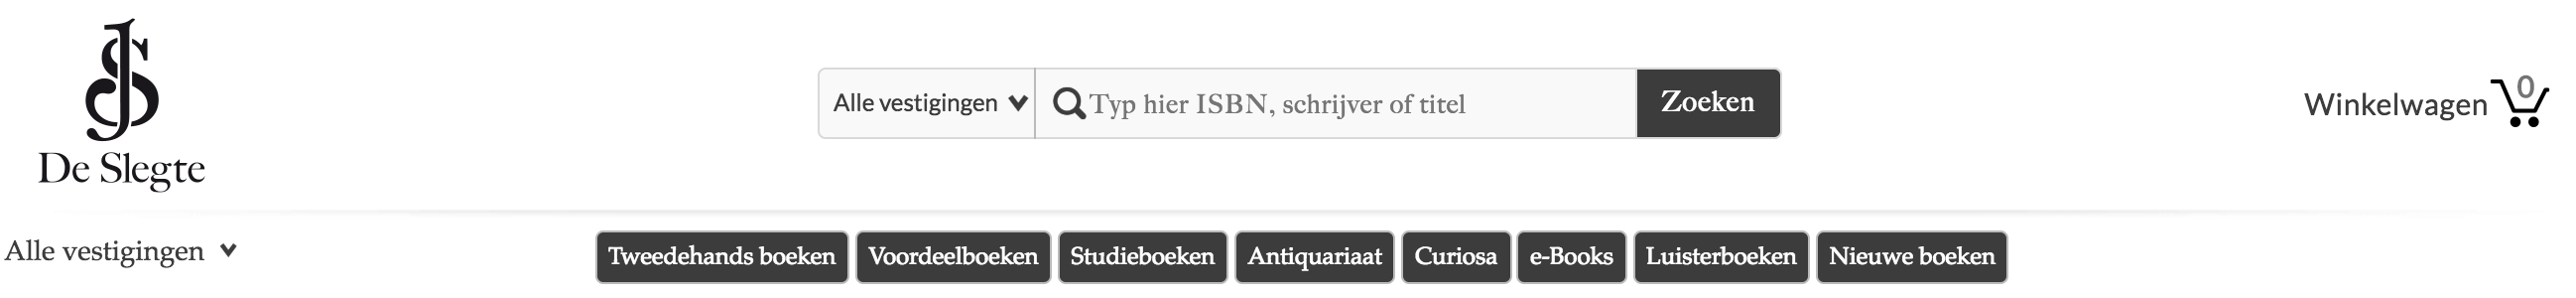 De Slegte
Alle vestigingen
Typ hier ISBN, schrijver of titel
Zoeken
Winkelwagen
0
Alle vestigingen
Tweedehands boeken
Voordeelboeken
Studieboeken
Antiquariaat
Curiosa
e-Books
Luisterboeken
Nieuwe boeken